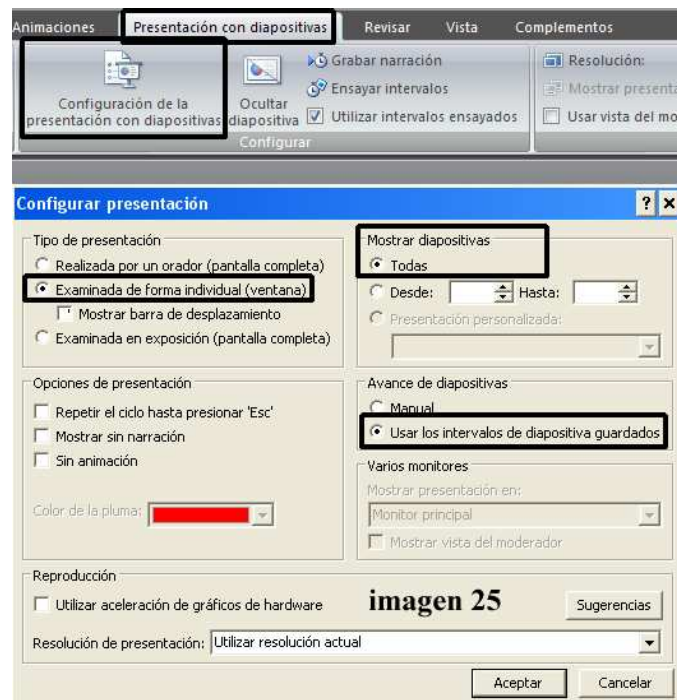 Animaciones Presentación con diapositivas Revisar Vista Complementos
Configuración de la presentación con diapositivas
Ocultar diapositiva
Grabar narración
Ensayar intervalos
Utilizar intervalos ensayados
Configurar
Resolución:
Mostrar
Usar vista del
Configurar presentación
Tipo de presentación
Realizada por un orador (pantalla completa)
Examinada de forma individual (ventana)
Mostrar barra de desplazamiento
Examinada en exposición (pantalla completa)
Mostrar diapositivas
Todas
Desde: Hasta:
Presentación personalizada:
Opciones de presentación
Repetir el ciclo hasta presionar 'Esc'
Mostrar sin narración
Sin animación
Color de la pluma:
Avance de diapositivas
Manual
Usar los intervalos de diapositiva guardados
Varios monitores
Mostrar presentación en:
Monitor principal
Mostrar vista del moderador
Reproducción
Utilizar aceleración de gráficos de hardware
imagen 25
Sugerencias
Resolución de presentación: Utilizar resolución actual
Aceptar Cancelar